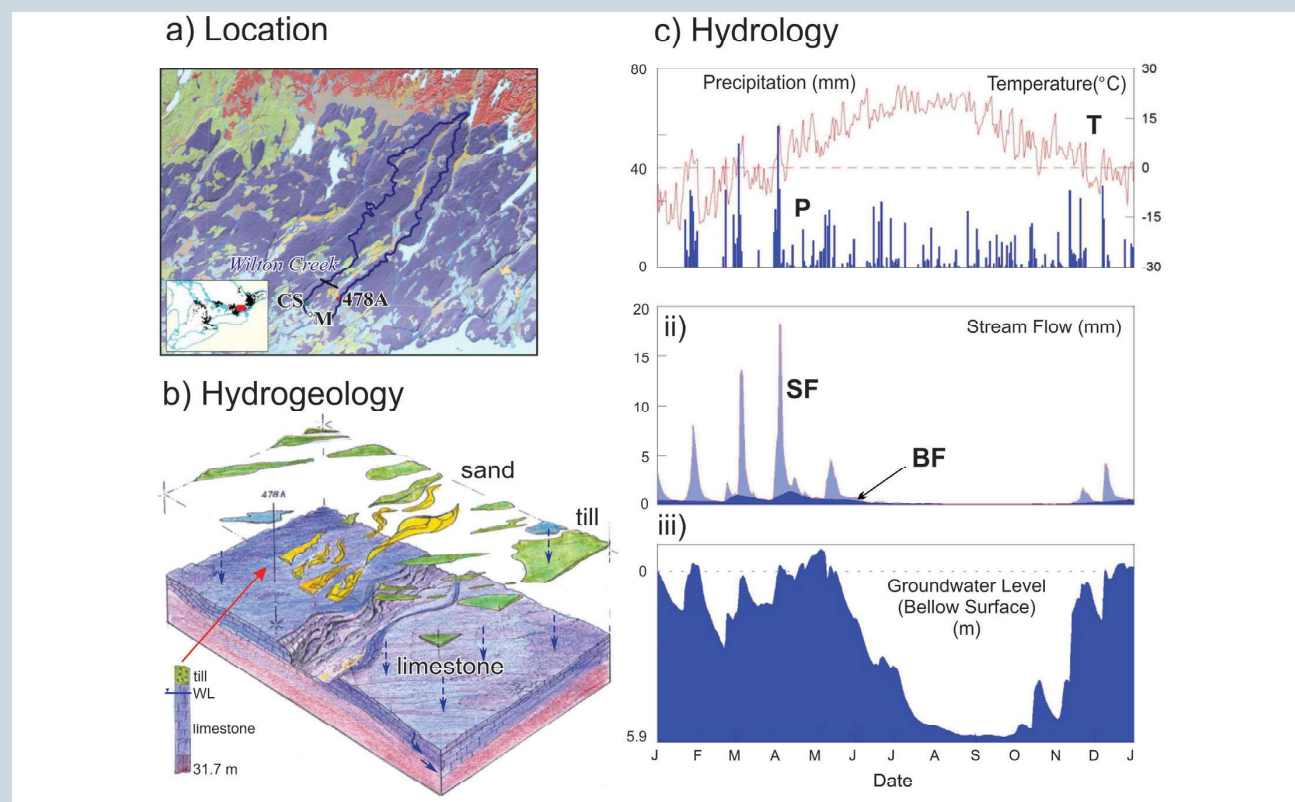 a) Location
Wilton Creek
CS
478A
M
b) Hydrogeology
sand
till
limestone
till
WL
limestone
31.7 m
c) Hydrology
Precipitation (mm)
Temperature(°C)
80
40
0
30
15
0
-15
-30
T
P
ii)
Stream Flow (mm)
20
15
10
5
0
SF
BF
iii)
Groundwater Level
(Bellow Surface)
(m)
0
5.9
J F M A M J J A S O N D J
Date